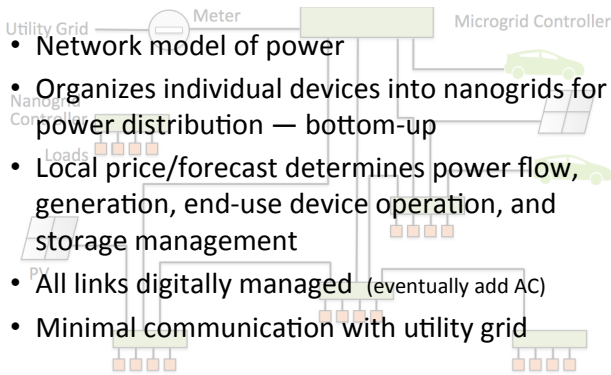 Utility Grid
Meter
Microgrid Controller
• Network model of power
• Organizes individual devices into nanogrids for
Nanogrid
Controller
power distribution — bottom-up
Loads
• Local price/forecast determines power flow,
generation, end-use device operation, and
storage management
PV
• All links digitally managed (eventually add AC)
• Minimal communication with utility grid